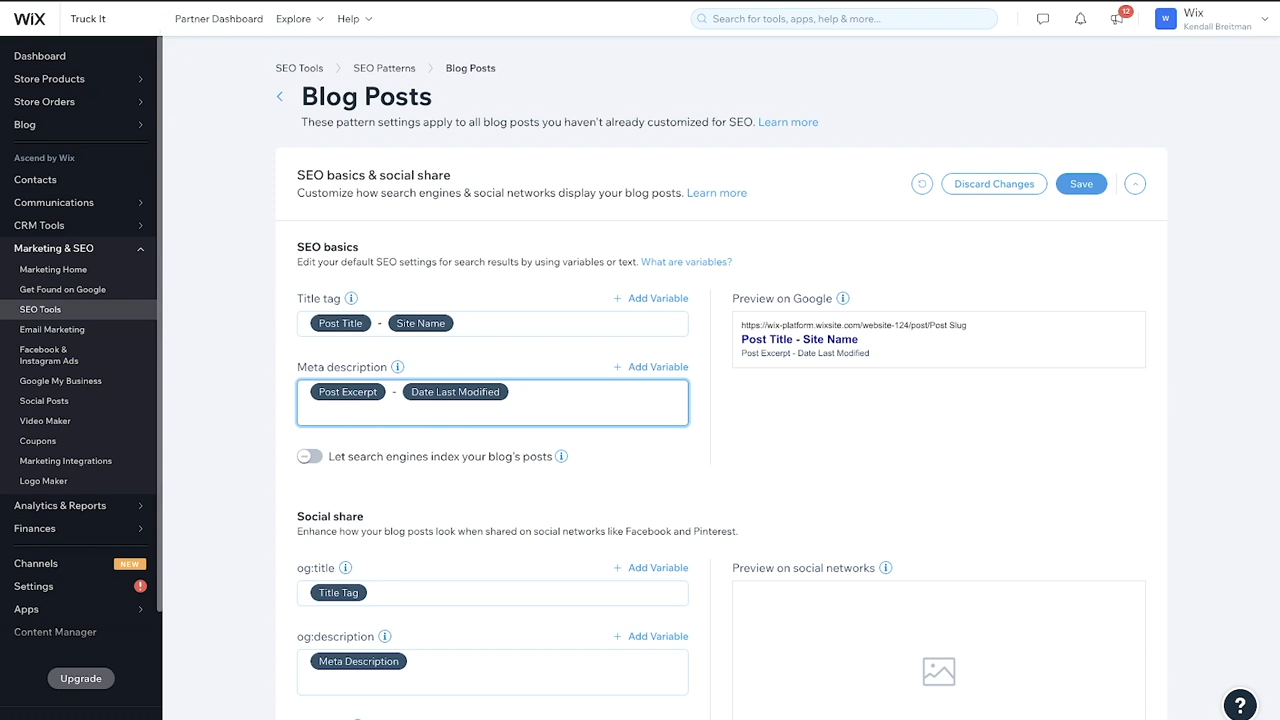 WiX
Truck It
Partner Dashboard
Explore
Help
Search for tools, apps, help & more...
12
W
Wix
Kendall Breitman
Dashboard
Store Products
Store Orders
Blog
Ascend by Wix
Contacts
Communications
CRM Tools
Marketing & SEO
Marketing Home
Get Found on Google
SEO Tools
Email Marketing
Facebook &
Instagram Ads
Google My Business
Social Posts
Video Maker
Coupons
Marketing Integrations
Logo Maker
Analytics & Reports
Finances
Channels
NEW
Settings
!
Apps
Content Manager
Upgrade
SEO Tools > SEO Patterns > Blog Posts
Blog Posts
These pattern settings apply to all blog posts you haven't already customized for SEO. Learn more
SEO basics & social share
Customize how search engines & social networks display your blog posts. Learn more
Discard Changes
Save
SEO basics
Edit your default SEO settings for search results by using variables or text. What are variables?
Title tag i
+ Add Variable
Post Title - Site Name
Meta description i
+ Add Variable
Post Excerpt - Date Last Modified
Let search engines index your blog's posts i
Preview on Google i
https://wix-platform.wixsite.com/website-124/post/Post Slug
Post Title - Site Name
Post Excerpt - Date Last Modified
Social share
Enhance how your blog posts look when shared on social networks like Facebook and Pinterest.
og:title i
+ Add Variable
Title Tag
og:description i
+ Add Variable
Meta Description
Preview on social networks i
?